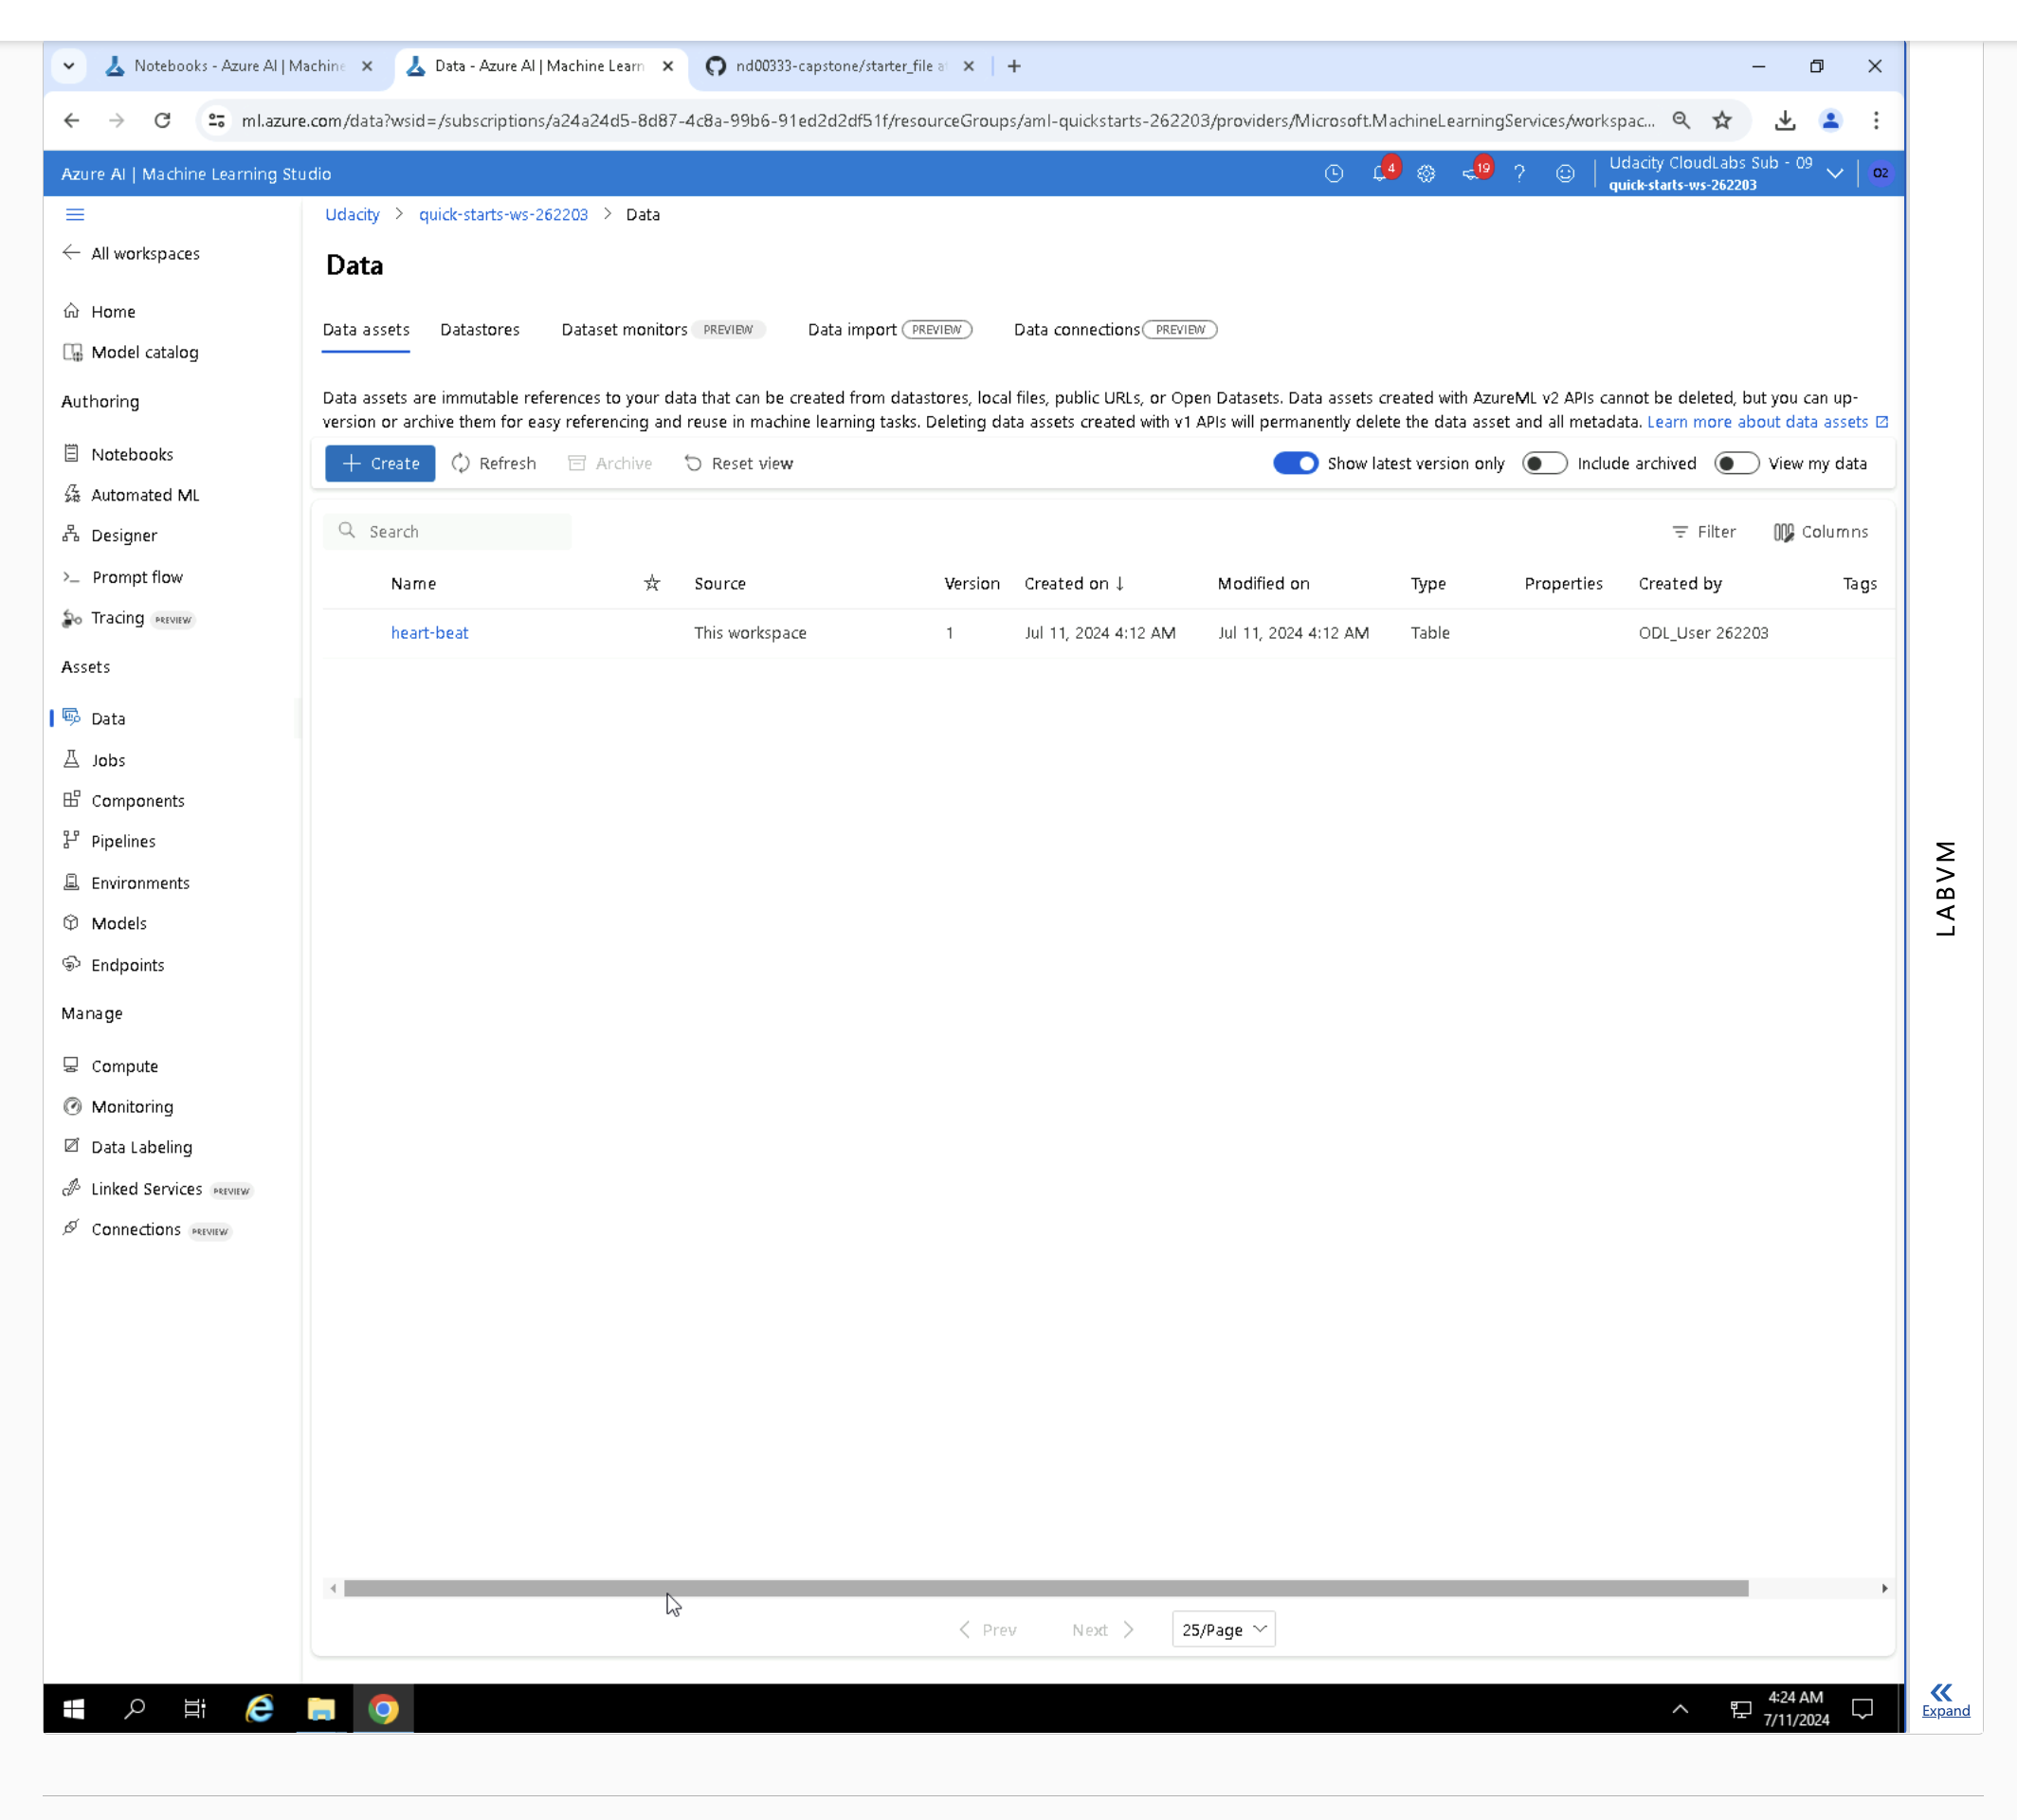 Notebooks - Azure AI | Machine
Data - Azure AI | Machine Learn
nd00333-capstone/starter_file a
ml.azure.com/data?wsid=/subscriptions/a24a24d5-8d87-4c8a-99b6-91ed2d2df51f/resourceGroups/aml-quickstarts-262203/providers/Microsoft.MachineLearningServices/workspac...
Azure AI | Machine Learning Studio
4
19
?
Udacity CloudLabs Sub - 09
quick-starts-ws-262203
O2
Udacity > quick-starts-ws-262203 > Data
All workspaces
Home
Model catalog
Authoring
Notebooks
Automated ML
Designer
Prompt flow
Tracing PREVIEW
Assets
Data
Jobs
Components
Pipelines
Environments
Models
Endpoints
Manage
Compute
Monitoring
Data Labeling
Linked Services PREVIEW
Connections PREVIEW
Data
Data assets Datastores Dataset monitors PREVIEW Data import PREVIEW Data connections PREVIEW
Data assets are immutable references to your data that can be created from datastores, local files, public URLs, or Open Datasets. Data assets created with AzureML v2 APIs cannot be deleted, but you can up-
version or archive them for easy referencing and reuse in machine learning tasks. Deleting data assets created with v1 APIs will permanently delete the data asset and all metadata. Learn more about data assets
+ Create Refresh Archive Reset view Show latest version only Include archived View my data
Search Filter Columns
Name Source Version Created on ↓ Modified on Type Properties Created by Tags
heart-beat This workspace 1 Jul 11, 2024 4:12 AM Jul 11, 2024 4:12 AM Table ODL_User 262203
< Prev Next > 25/Page
4:24 AM
7/11/2024
LABVM
Expand